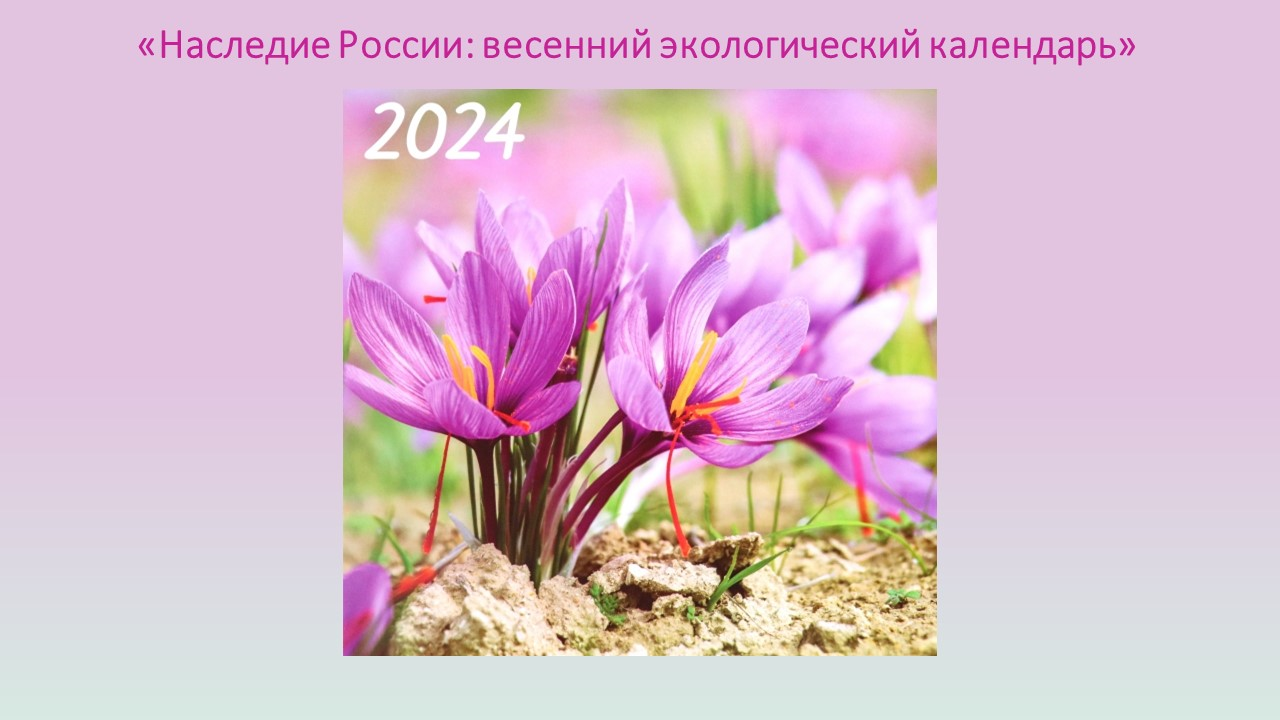 «Наследие России: весенний экологический календарь»
2024